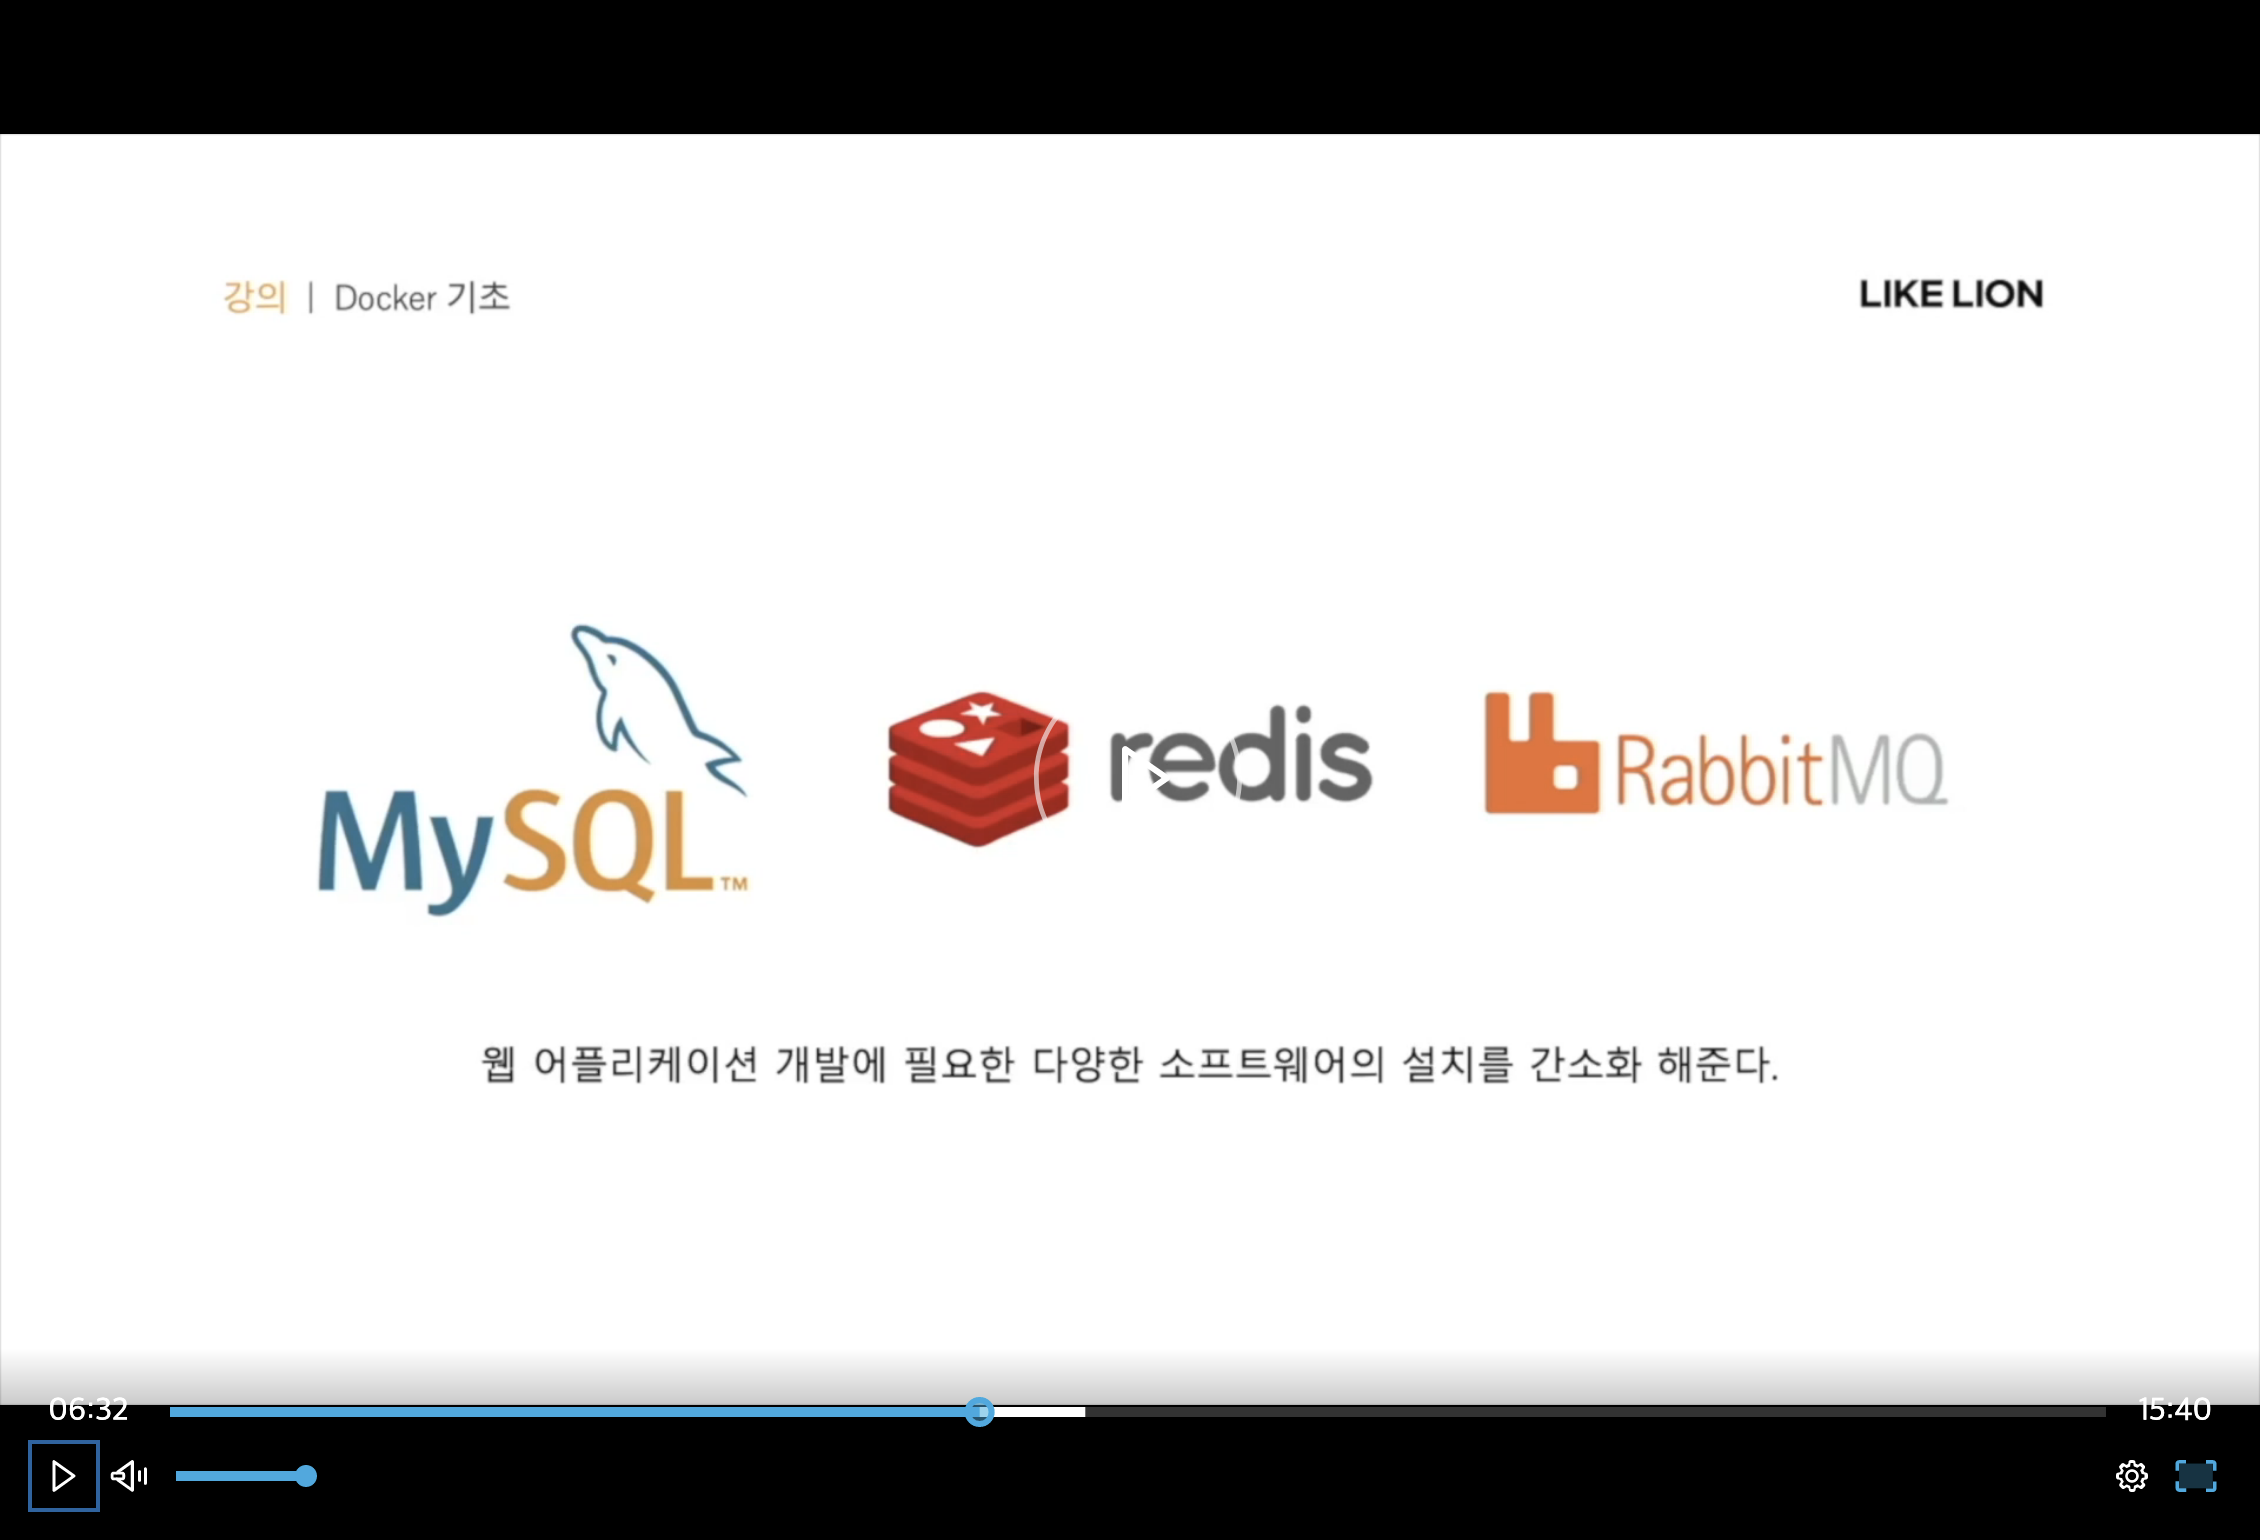 강의 | Docker 기초
LIKE LION
MySQL™
redis
RabbitMQ
웹 어플리케이션 개발에 필요한 다양한 소프트웨어의 설치를 간소화 해준다.
06:32
15:40